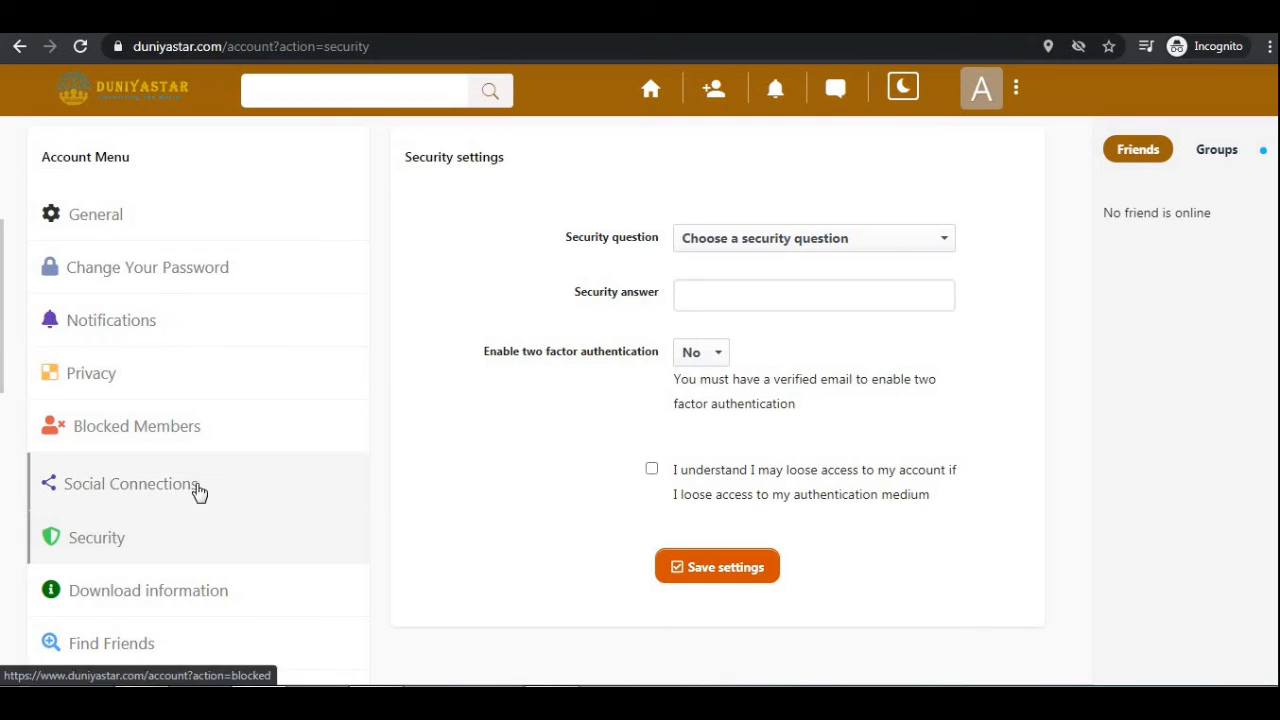 duniyastar.com/account?action=security
Incognito
DUNIYASTAR
A
Account Menu
General
Change Your Password
Notifications
Privacy
Blocked Members
Social Connections
Security
Download information
Find Friends
Security settings
Security question
Choose a security question
Security answer
Enable two factor authentication
No
You must have a verified email to enable two
factor authentication
I understand I may loose access to my account if
I loose access to my authentication medium
Save settings
Friends
Groups
No friend is online
https://www.duniyastar.com/account?action=blocked